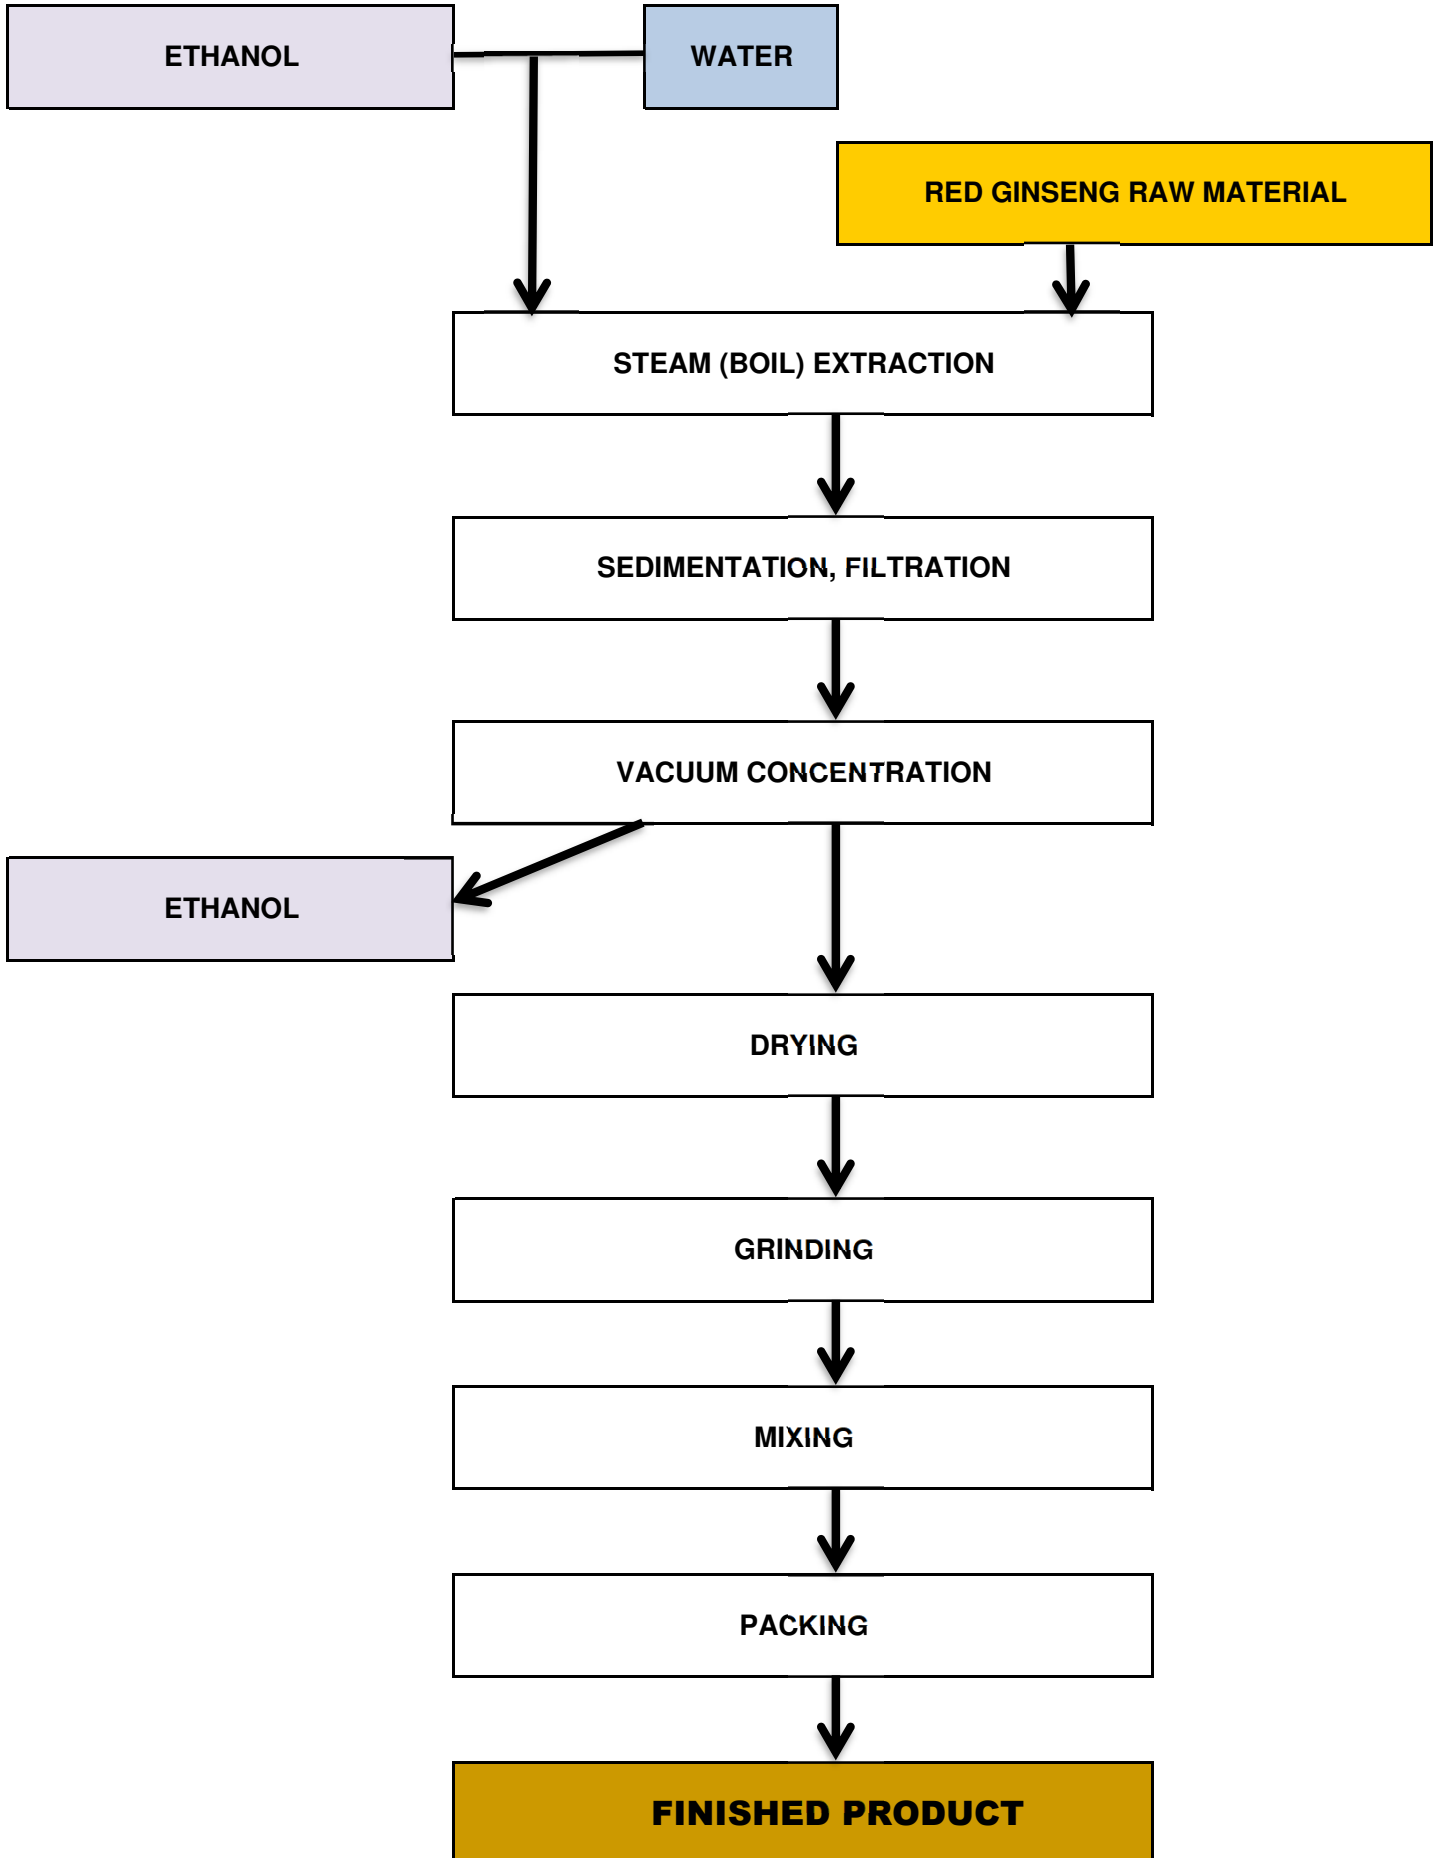 ETHANOL
WATER
RED GINSENG RAW MATERIAL
STEAM (BOIL) EXTRACTION
SEDIMENTATION, FILTRATION
VACUUM CONCENTRATION
ETHANOL
DRYING
GRINDING
MIXING
PACKING
FINISHED PRODUCT